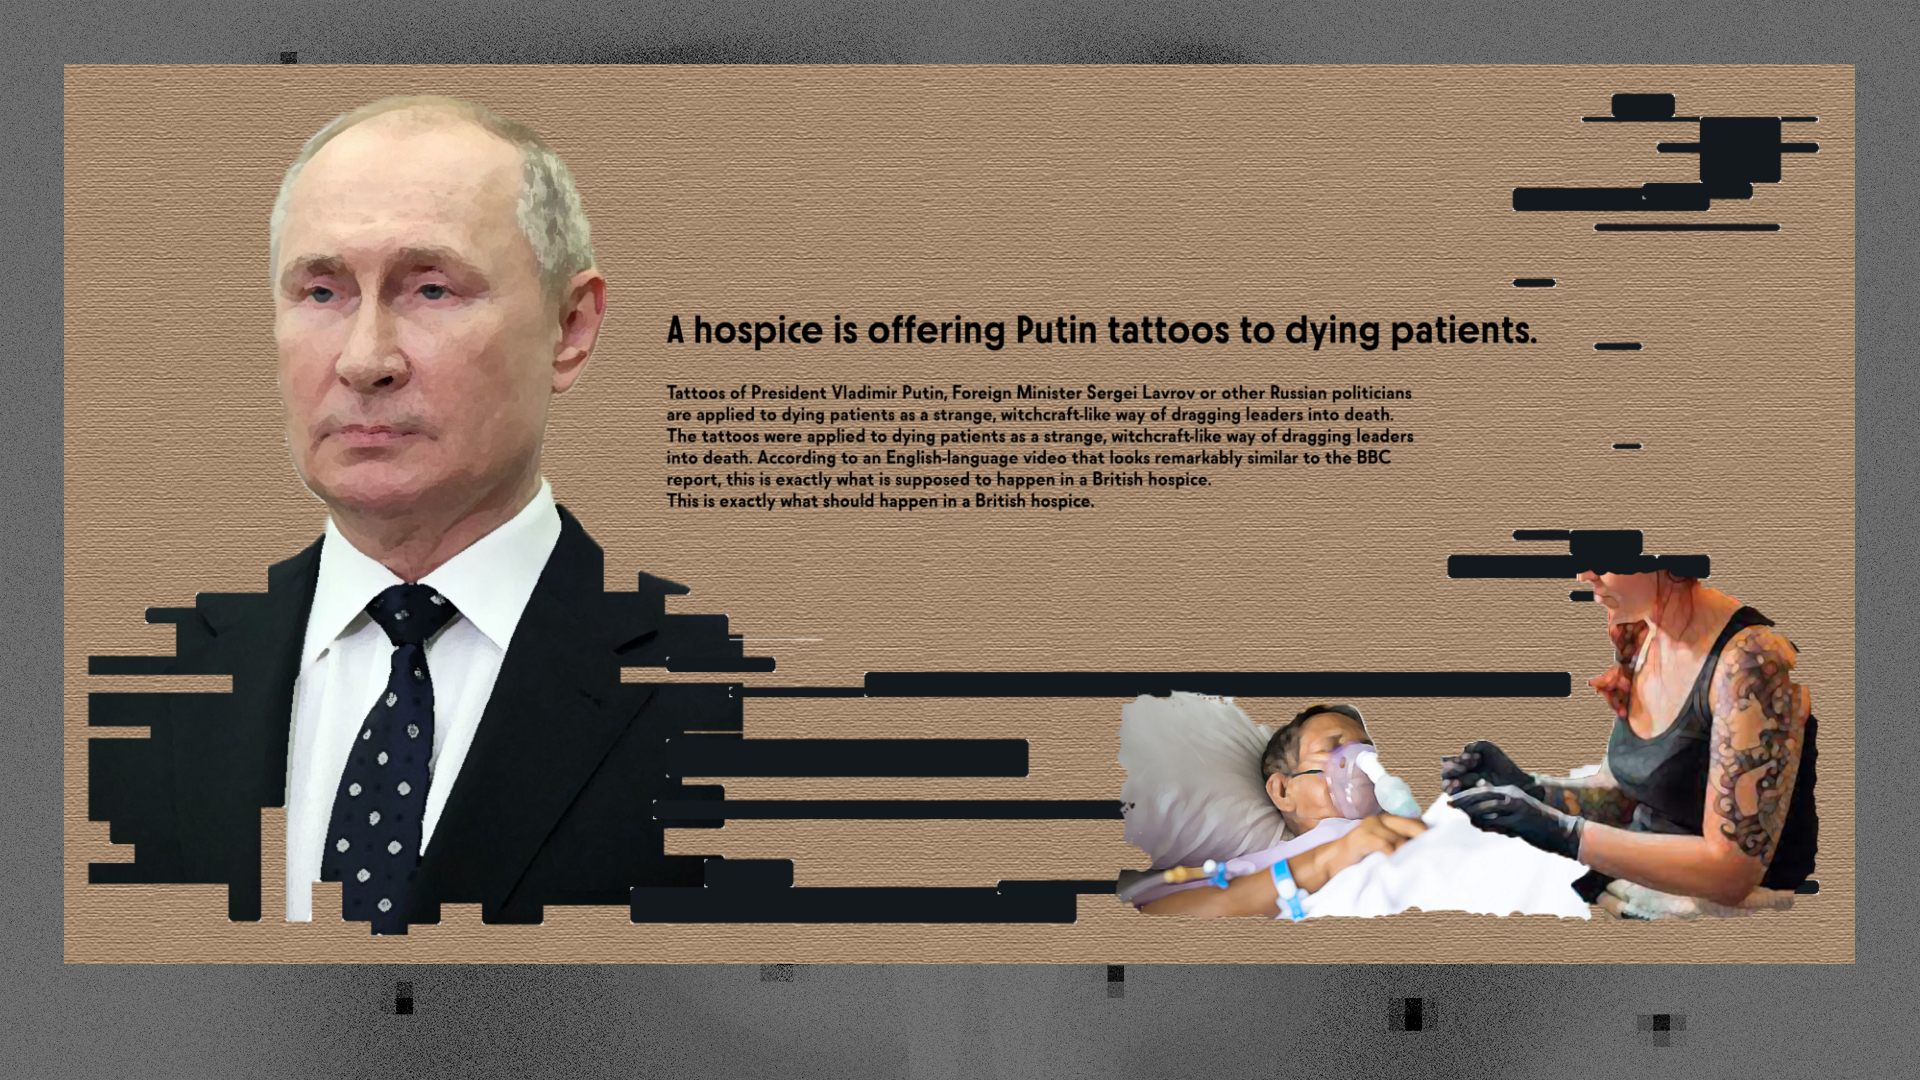 A hospice is offering Putin tattoos to dying patients.
Tattoos of President Vladimir Putin, Foreign Minister Sergei Lavrov or other Russian politicians
are applied to dying patients as a strange, witchcraft-like way of dragging leaders into death.
The tattoos were applied to dying patients as a strange, witchcraft-like way of dragging leaders
into death. According to an English-language video that looks remarkably similar to the BBC
report, this is exactly what is supposed to happen in a British hospice.
This is exactly what should happen in a British hospice.